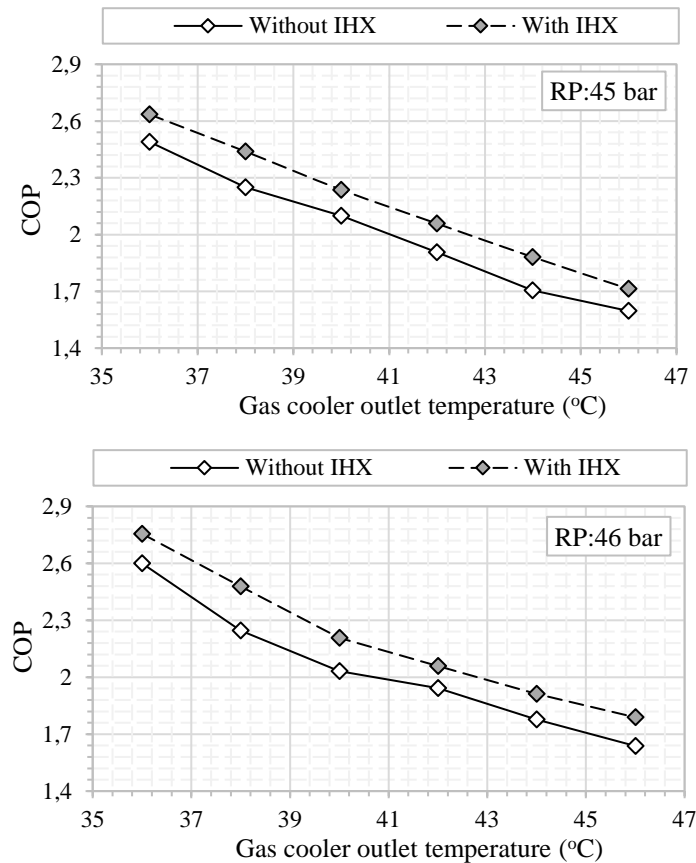 Without IHX With IHX
2,9
RP:45 bar
2,6
2,3
COP
2
1,7
1,4
35 37 39 41 43 45 47
Gas cooler outlet temperature (ᵒC)
Without IHX With IHX
2,9
RP:46 bar
2,6
2,3
COP
2
1,7
1,4
35 37 39 41 43 45 47
Gas cooler outlet temperature (ᵒC)